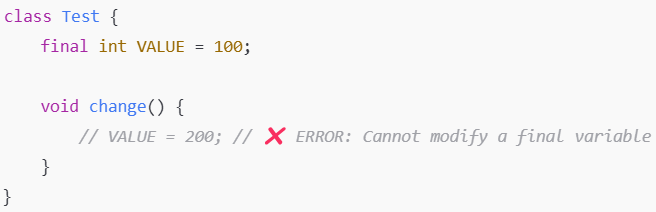 class Test {
    final int VALUE = 100;

    void change() {
        // VALUE = 200; // ❌ ERROR: Cannot modify a final variable
    }
}